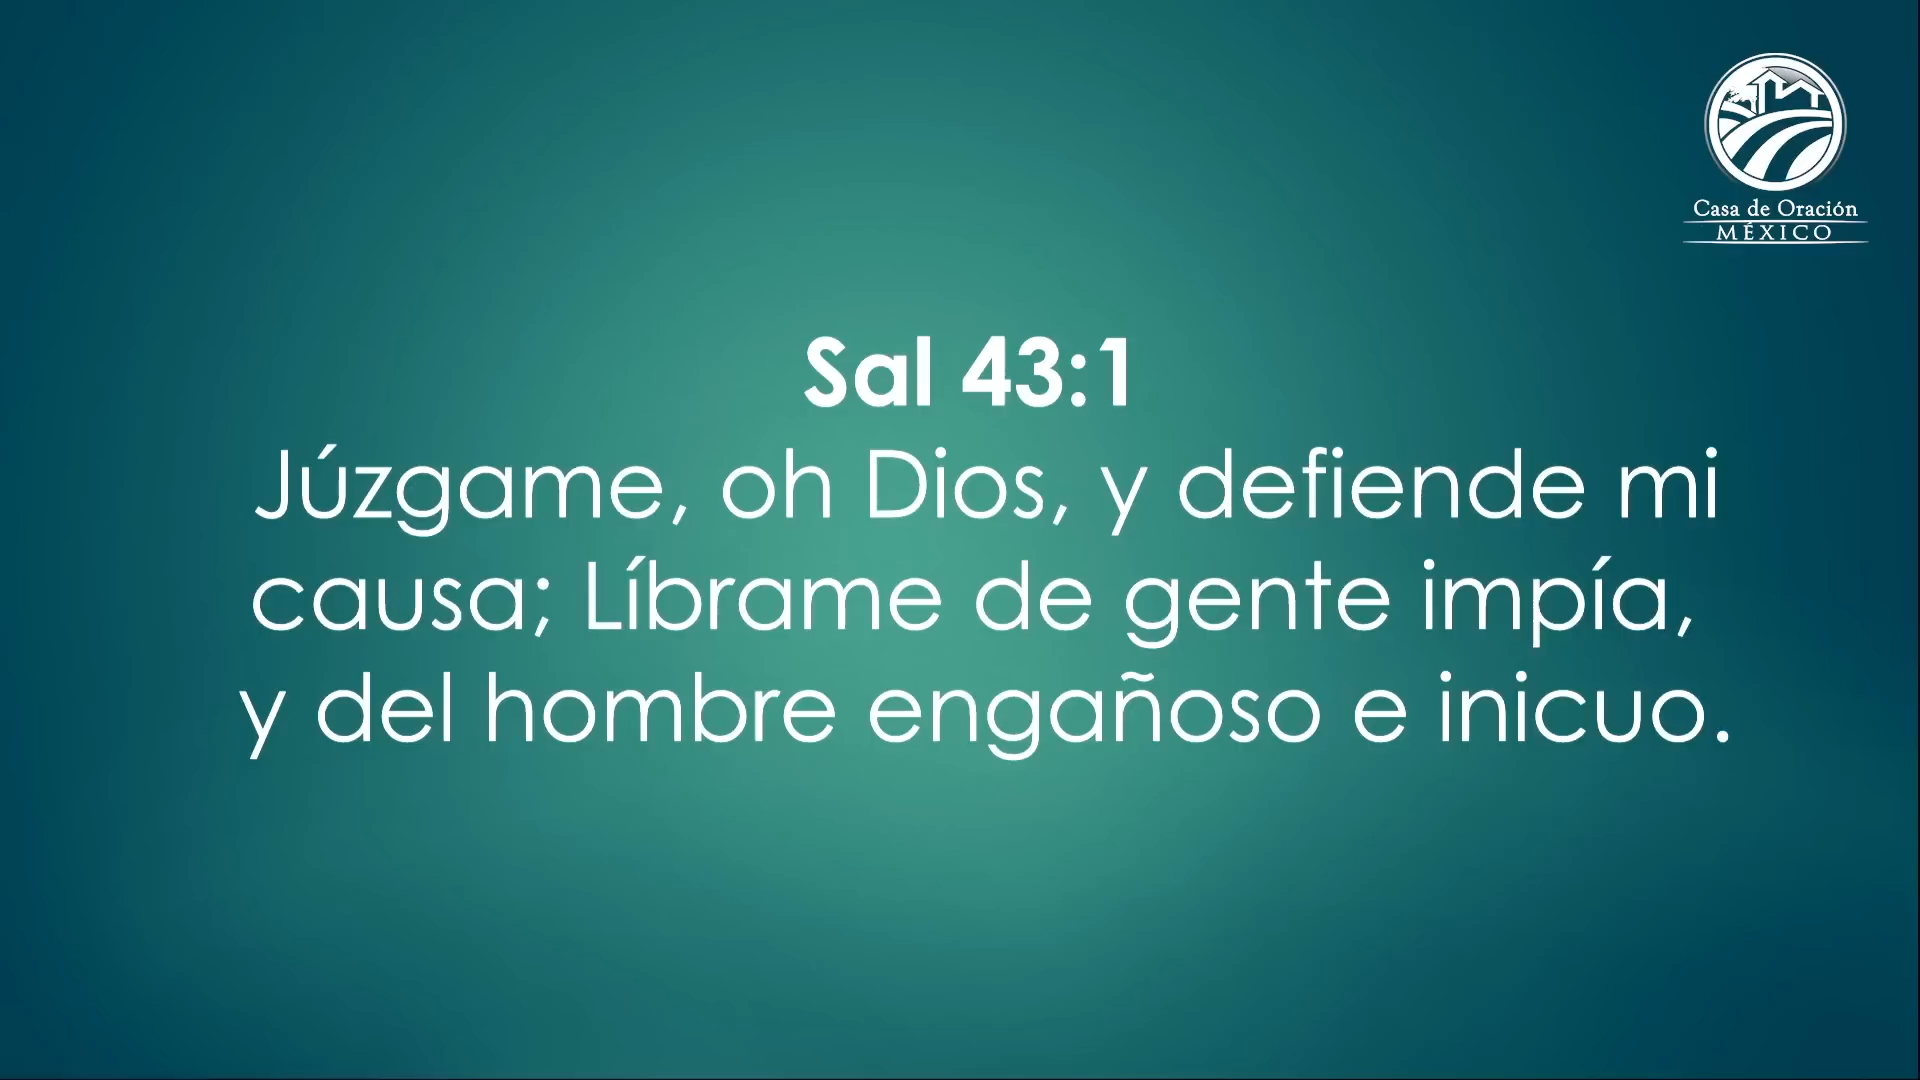 Casa de Oración
MÉXICO
Sal 43:1
Júzgame, oh Dios, y defiende mi
causa; Líbrame de gente impía,
y del hombre engañoso e inicuo.